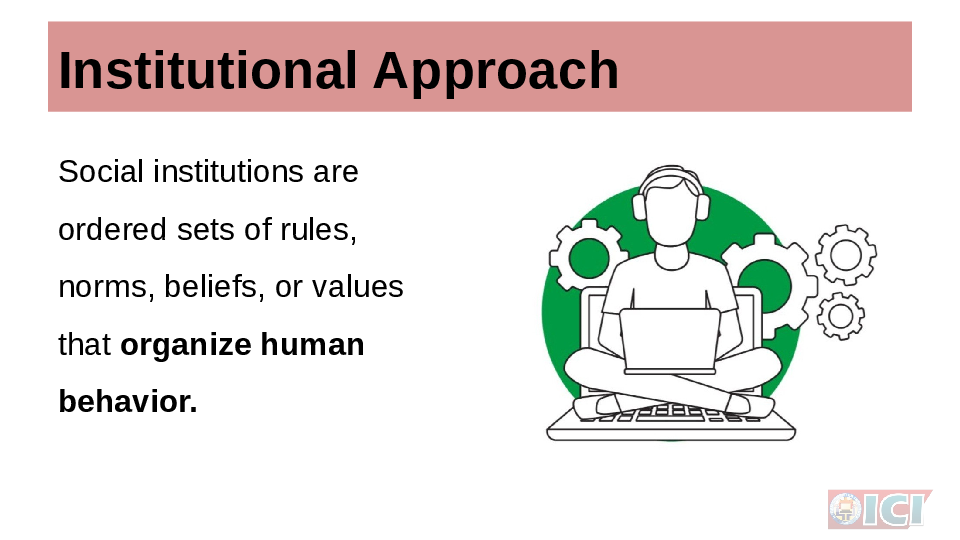 Institutional Approach
Social institutions are
ordered sets of rules,
norms, beliefs, or values
that organize human
behavior.
ICI